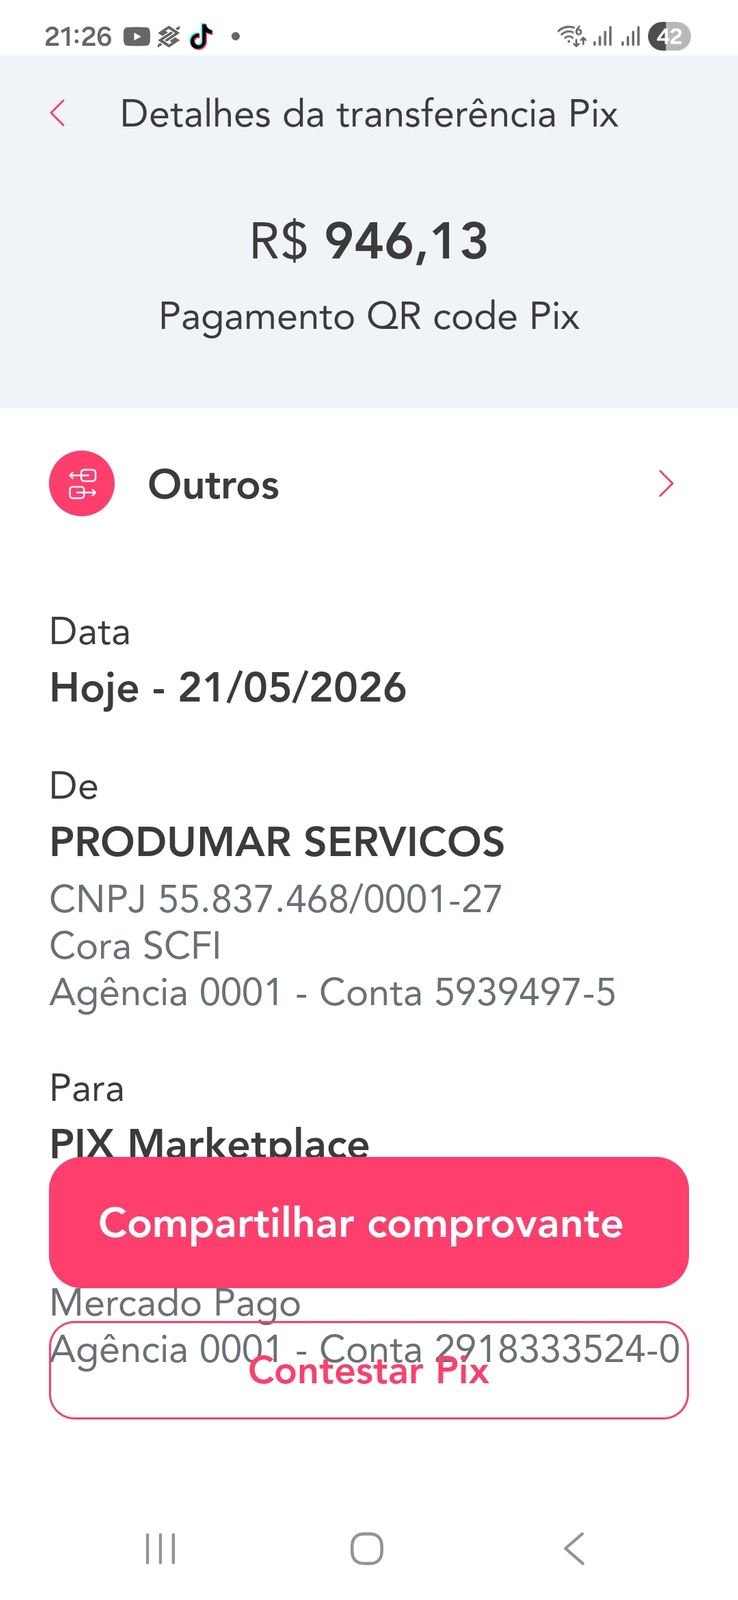 21:26
42
Detalhes da transferência Pix
R$ 946,13
Pagamento QR code Pix
Outros
Data
Hoje - 21/05/2026
De
PRODUMAR SERVICOS
CNPJ 55.837.468/0001-27
Cora SCFI
Agência 0001 - Conta 5939497-5
Para
PIX Marketplace
Compartilhar comprovante
Mercado Pago
Agência 0001 - Conta 2918333524-0
Contestar Pix